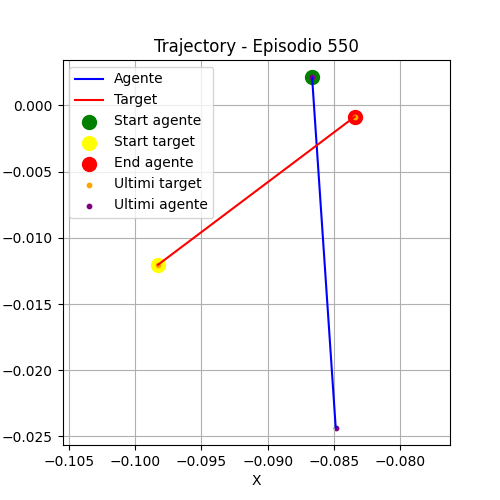 Trajectory - Episodio 550
Agente
Target
Start agente
Start target
End agente
Ultimi target
Ultimi agente
0.000
−0.005
−0.010
−0.015
−0.020
−0.025
−0.105
−0.100
−0.095
−0.090
−0.085
−0.080
X